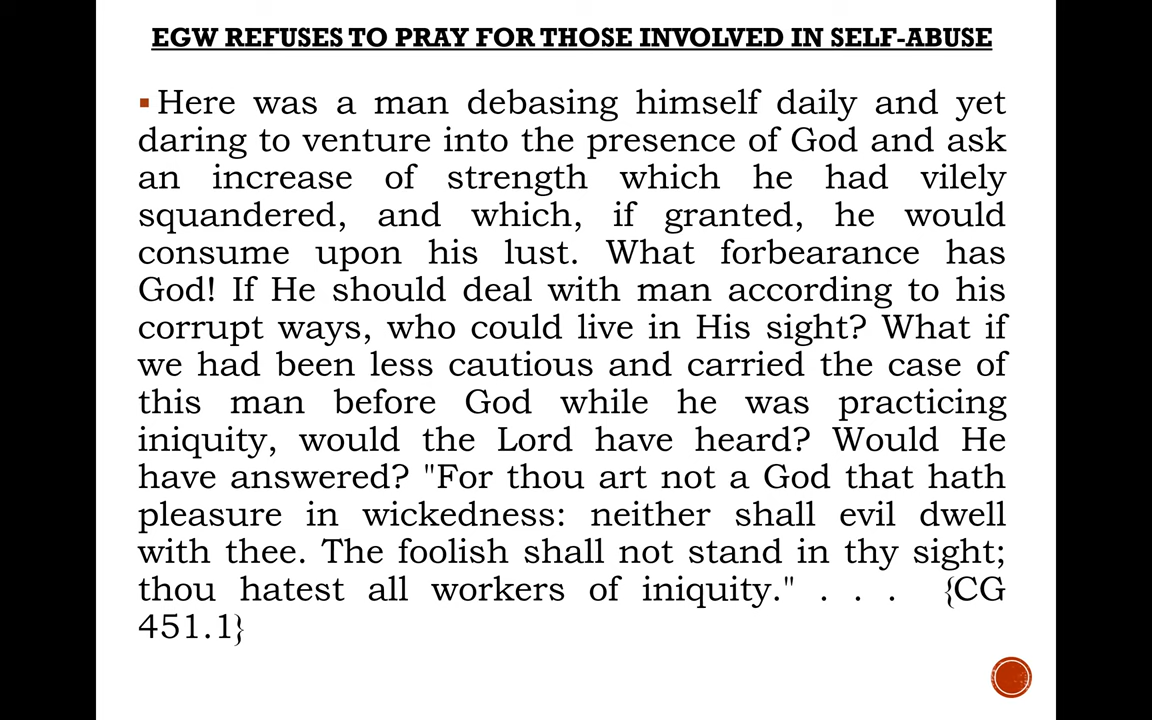 EGW REFUSES TO PRAY FOR THOSE INVOLVED IN SELF-ABUSE
▪ Here was a man debasing himself daily and yet
daring to venture into the presence of God and ask
an increase of strength which he had vilely
squandered, and which, if granted, he would
consume upon his lust. What forbearance has
God! If He should deal with man according to his
corrupt ways, who could live in His sight? What if
we had been less cautious and carried the case of
this man before God while he was practicing
iniquity, would the Lord have heard? Would He
have answered? "For thou art not a God that hath
pleasure in wickedness: neither shall evil dwell
with thee. The foolish shall not stand in thy sight;
thou hatest all workers of iniquity." . . . {CG
451.1}